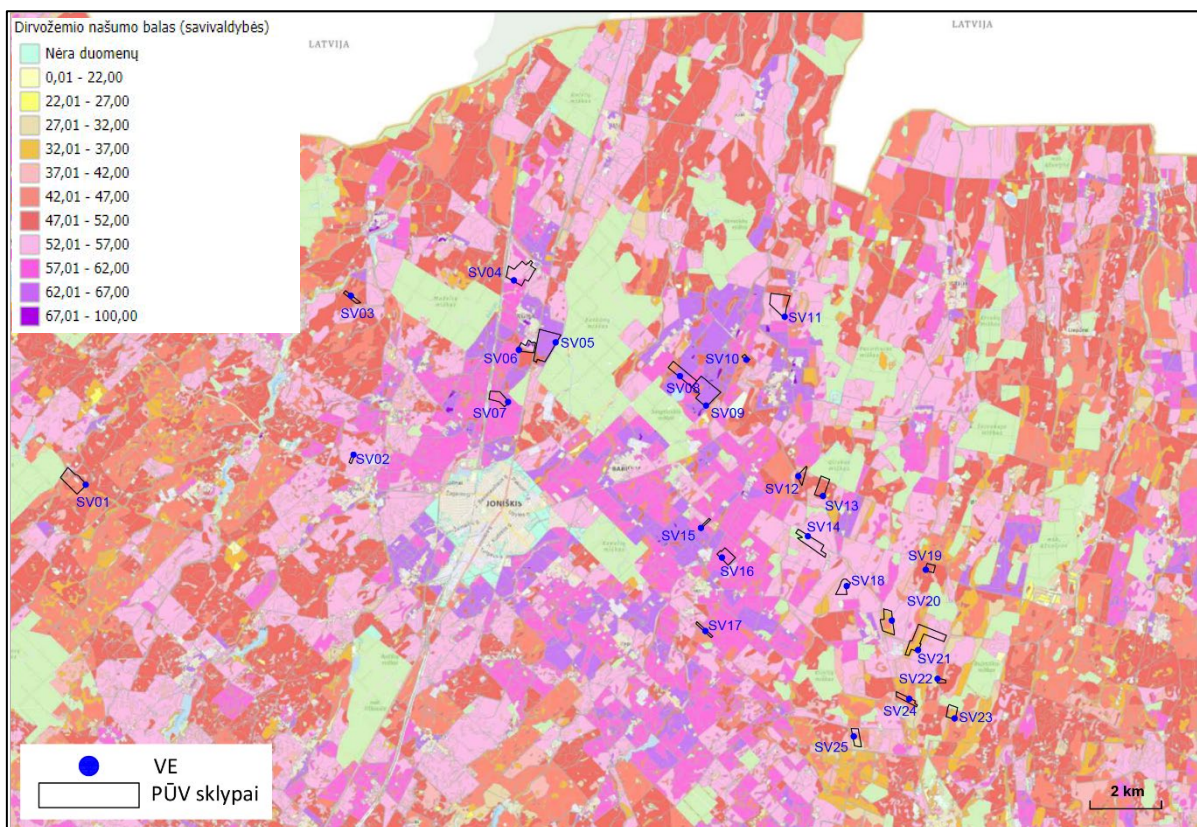 Dirvožemio našumo balas (savivaldybės)
Nėra duomenų
0,01 - 22,00
22,01 - 27,00
27,01 - 32,00
32,01 - 37,00
37,01 - 42,00
42,01 - 47,00
47,01 - 52,00
52,01 - 57,00
57,01 - 62,00
62,01 - 67,00
67,01 - 100,00
LATVIJA
LATVIJA
SV04
SV03
SV11
SV05
SV06
SV10
SV08
SV07
SV09
SV02
SV01
SV12
SV13
JONIŠKIS
SV15
SV14
SV16
SV19
SV18
SV20
SV17
SV21
SV22
SV24
SV23
SV25
VE
PŪV sklypai
2 km